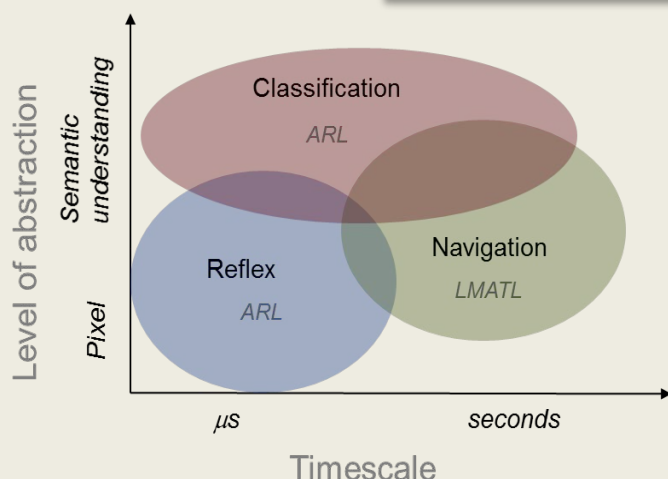 Level of abstraction
Semantic
understanding
Pixel
Classification
ARL
Reflex
ARL
Navigation
LMATL
μs
seconds
Timescale